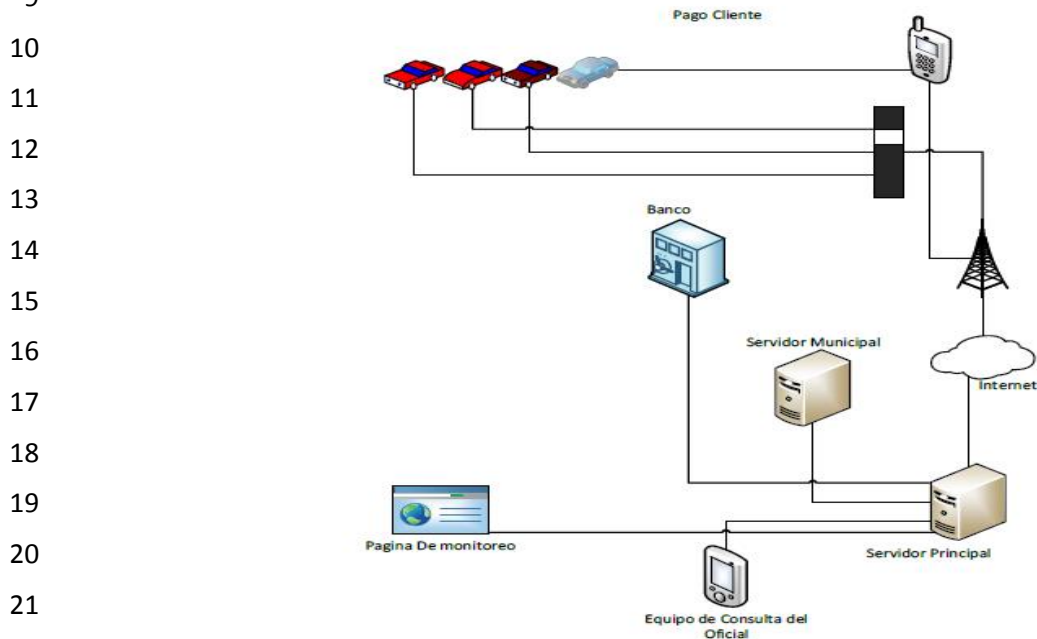 9
Pago Cliente
10
11
12
13
Banco
14
15
16
Servidor Municipal
Internet
17
18
19
Pagina De monitoreo
Servidor Principal
20
21
Equipo de Consulta del
Oficial